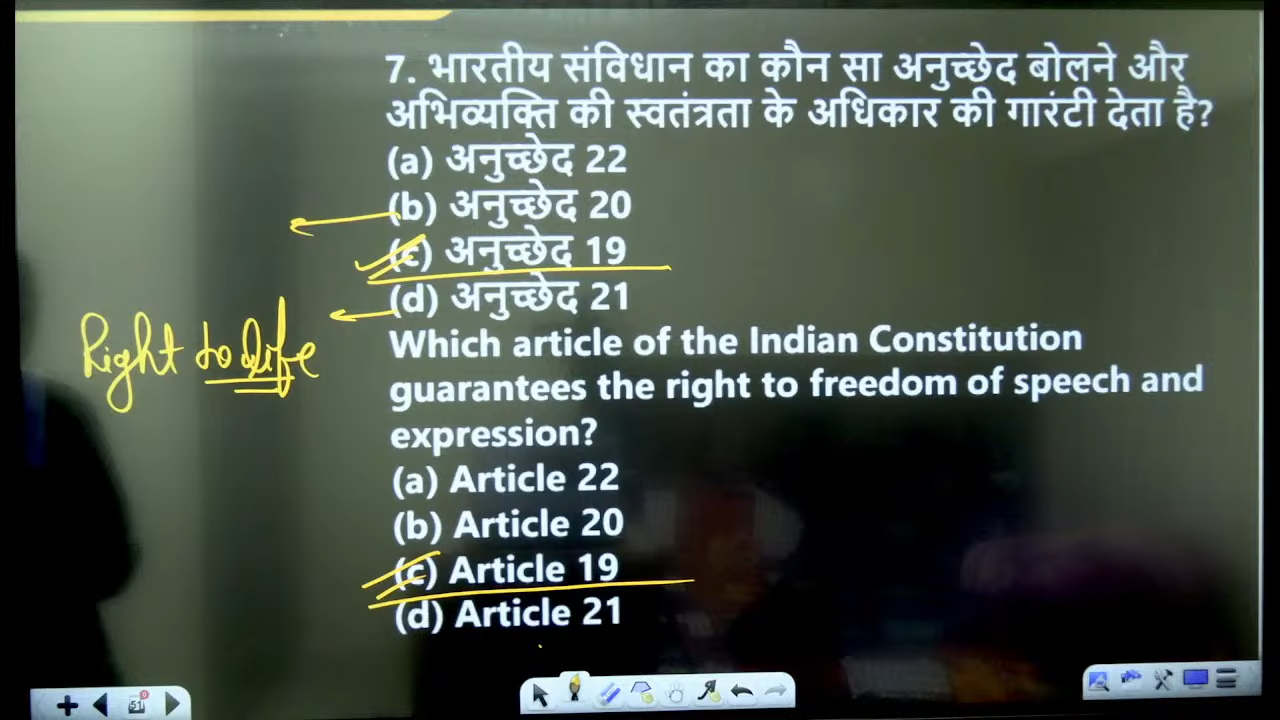 7. भारतीय संविधान का कौन सा अनुच्छेद बोलने और
अभिव्यक्ति की स्वतंत्रता के अधिकार की गारंटी देता है?
(a) अनुच्छेद 22
(b) अनुच्छेद 20
(c) अनुच्छेद 19
(d) अनुच्छेद 21
Right to life
Which article of the Indian Constitution
guarantees the right to freedom of speech and
expression?
(a) Article 22
(b) Article 20
(c) Article 19
(d) Article 21
51
0